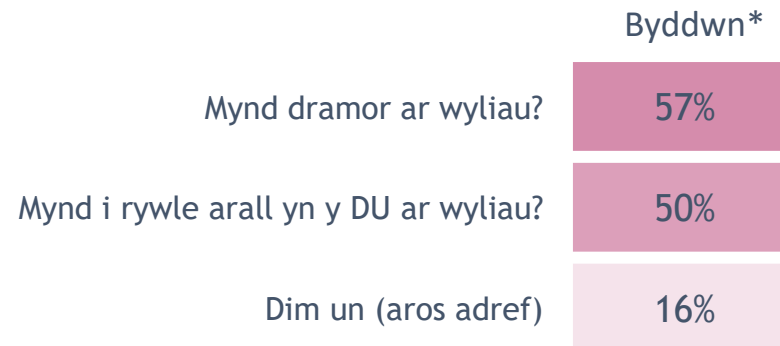 Byddwn*
Mynd dramor ar wyliau? 57%
Mynd i rywle arall yn y DU ar wyliau? 50%
Dim un (aros adref) 16%